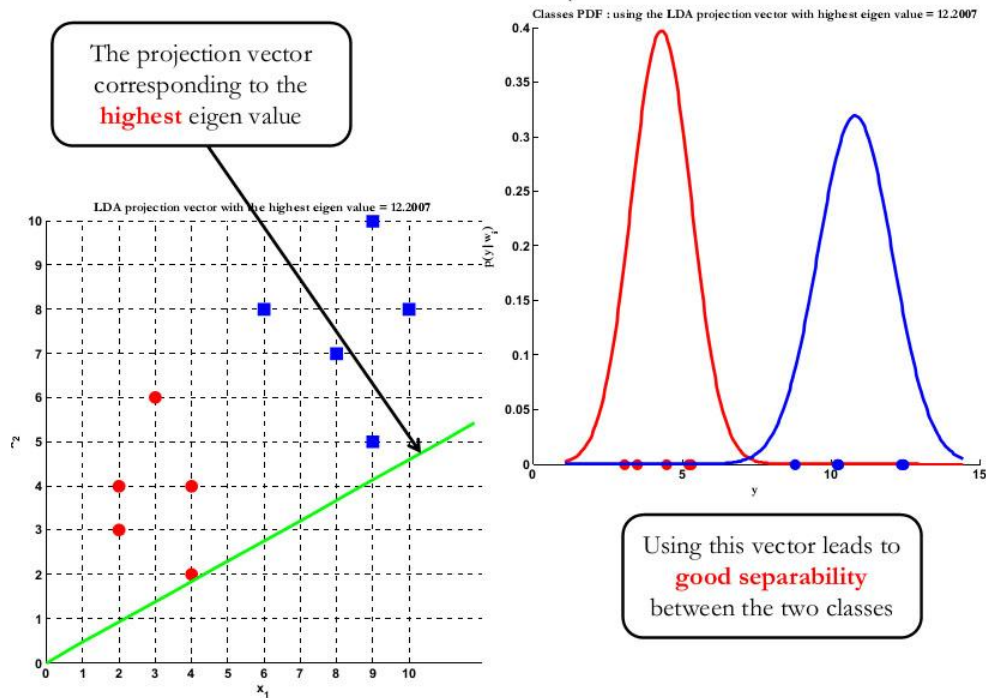 The projection vector
corresponding to the
highest eigen value
Classes PDF : using the LDA projection vector with highest eigen value = 12.2007
LDA projection vector with the highest eigen value = 12.2007
10
9
8
7
6
5
4
3
2
1
0
0 1 2 3 4 5 6 7 8 9 10
x1
0.4
0.35
0.3
0.25
0.2
0.15
0.1
0.05
0
p(y|wi)
0 5 10 15
y
Using this vector leads to
good separability
between the two classes